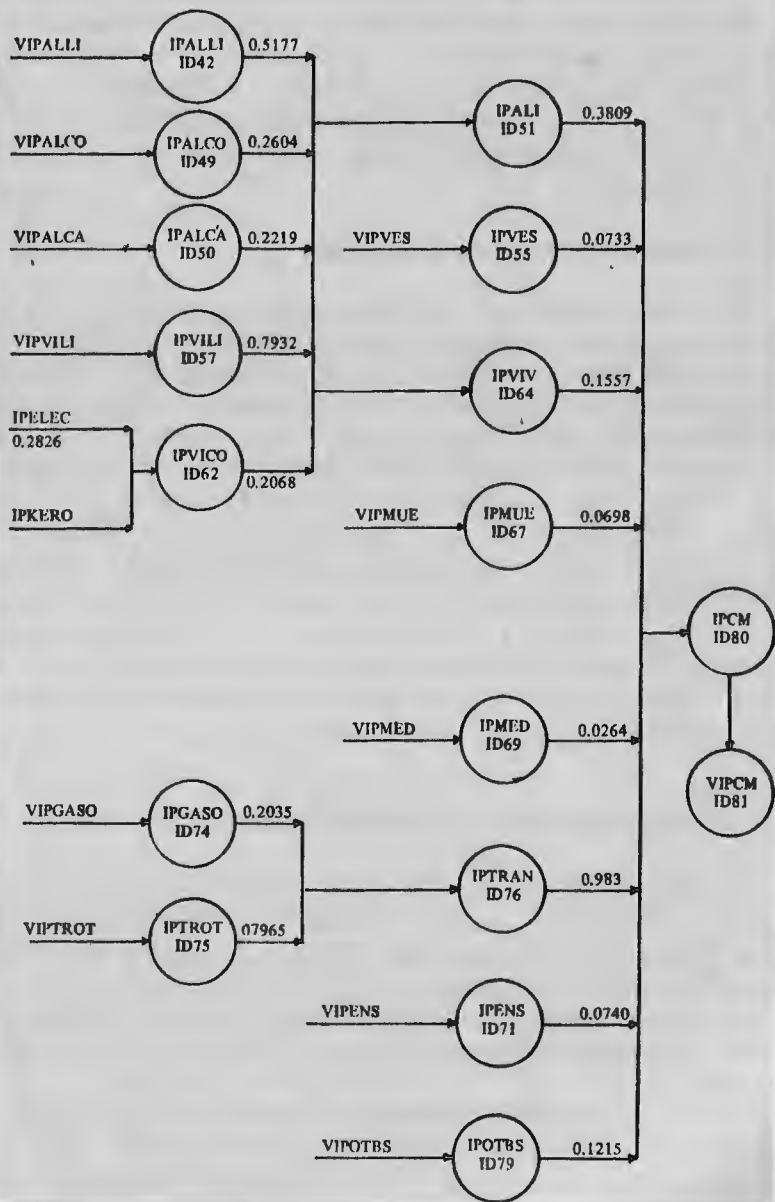 VIPALLI
IPALLI
ID42
0.5177
VIPALCO
IPALCO
ID49
0.2604
VIPALCA
IPALCA
ID50
0.2219
VIPVILI
IPVILI
ID57
0.7932
IPELEC
0.2826
IPKERO
IPVICO
ID62
0.2068
IPALI
ID51
0.3809
VIPVES
IPVES
ID55
0.0733
IPVIV
ID64
0.1557
VIPMUE
IPMUE
ID67
0.0698
IPCM
ID80
VIPMED
IPMED
ID69
0.0264
VIPCM
ID81
VIPGASO
IPGASO
ID74
0.2035
VIPTROT
IPTROT
ID75
07965
IPTRAN
ID76
0.983
VIPENS
IPENS
ID71
0.0740
VIPOTBS
IPOTBS
ID79
0.1215